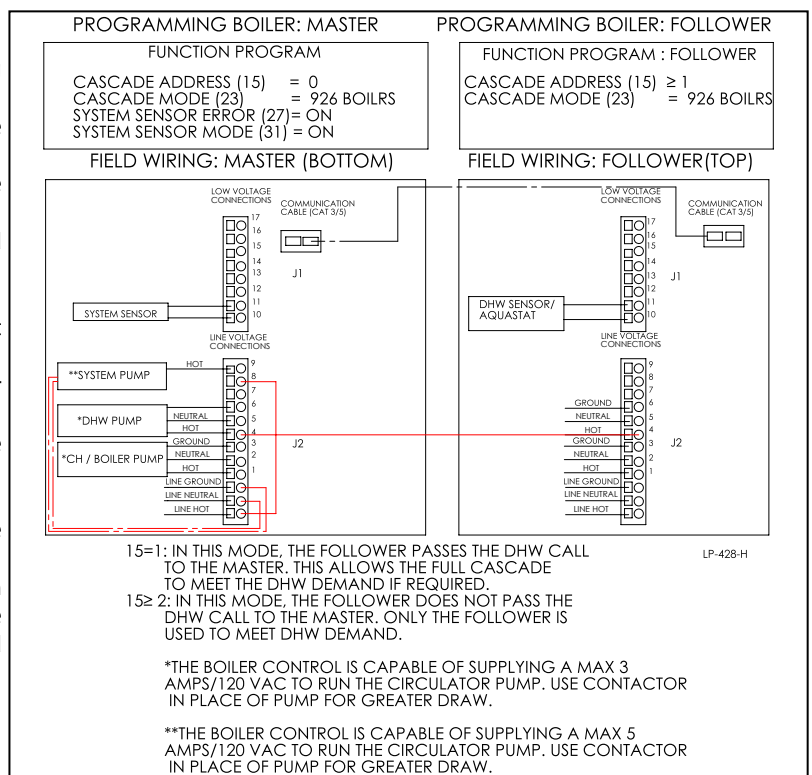 PROGRAMMING BOILER: MASTER
FUNCTION PROGRAM
CASCADE ADDRESS (15) = 0
CASCADE MODE (23) = 926 BOILRS
SYSTEM SENSOR ERROR (27)= ON
SYSTEM SENSOR MODE (31) = ON
PROGRAMMING BOILER: FOLLOWER
FUNCTION PROGRAM : FOLLOWER
CASCADE ADDRESS (15) ≥ 1
CASCADE MODE (23) = 926 BOILRS
FIELD WIRING: MASTER (BOTTOM)
LOW VOLTAGE
CONNECTIONS
COMMUNICATION
CABLE (CAT 3/5)
17
16
15
14
13
12
11
10
J1
SYSTEM SENSOR
LINE VOLTAGE
CONNECTIONS
**SYSTEM PUMP
HOT
*DHW PUMP
NEUTRAL
HOT
GROUND
*CH / BOILER PUMP
NEUTRAL
HOT
LINE GROUND
LINE NEUTRAL
LINE HOT
9
8
7
6
5
4
3
2
1
J2
FIELD WIRING: FOLLOWER(TOP)
LOW VOLTAGE
CONNECTIONS
COMMUNICATION
CABLE (CAT 3/5)
17
16
15
14
13
12
11
10
J1
DHW SENSOR/
AQUASTAT
LINE VOLTAGE
CONNECTIONS
GROUND
NEUTRAL
HOT
GROUND
NEUTRAL
HOT
LINE GROUND
LINE NEUTRAL
LINE HOT
9
8
7
6
5
4
3
2
1
J2
15=1: IN THIS MODE, THE FOLLOWER PASSES THE DHW CALL
TO THE MASTER. THIS ALLOWS THE FULL CASCADE
TO MEET THE DHW DEMAND IF REQUIRED.
LP-428-H
15≥ 2: IN THIS MODE, THE FOLLOWER DOES NOT PASS THE
DHW CALL TO THE MASTER. ONLY THE FOLLOWER IS
USED TO MEET DHW DEMAND.
*THE BOILER CONTROL IS CAPABLE OF SUPPLYING A MAX 3
AMPS/120 VAC TO RUN THE CIRCULATOR PUMP. USE CONTACTOR
IN PLACE OF PUMP FOR GREATER DRAW.
**THE BOILER CONTROL IS CAPABLE OF SUPPLYING A MAX 5
AMPS/120 VAC TO RUN THE CIRCULATOR PUMP. USE CONTACTOR
IN PLACE OF PUMP FOR GREATER DRAW.